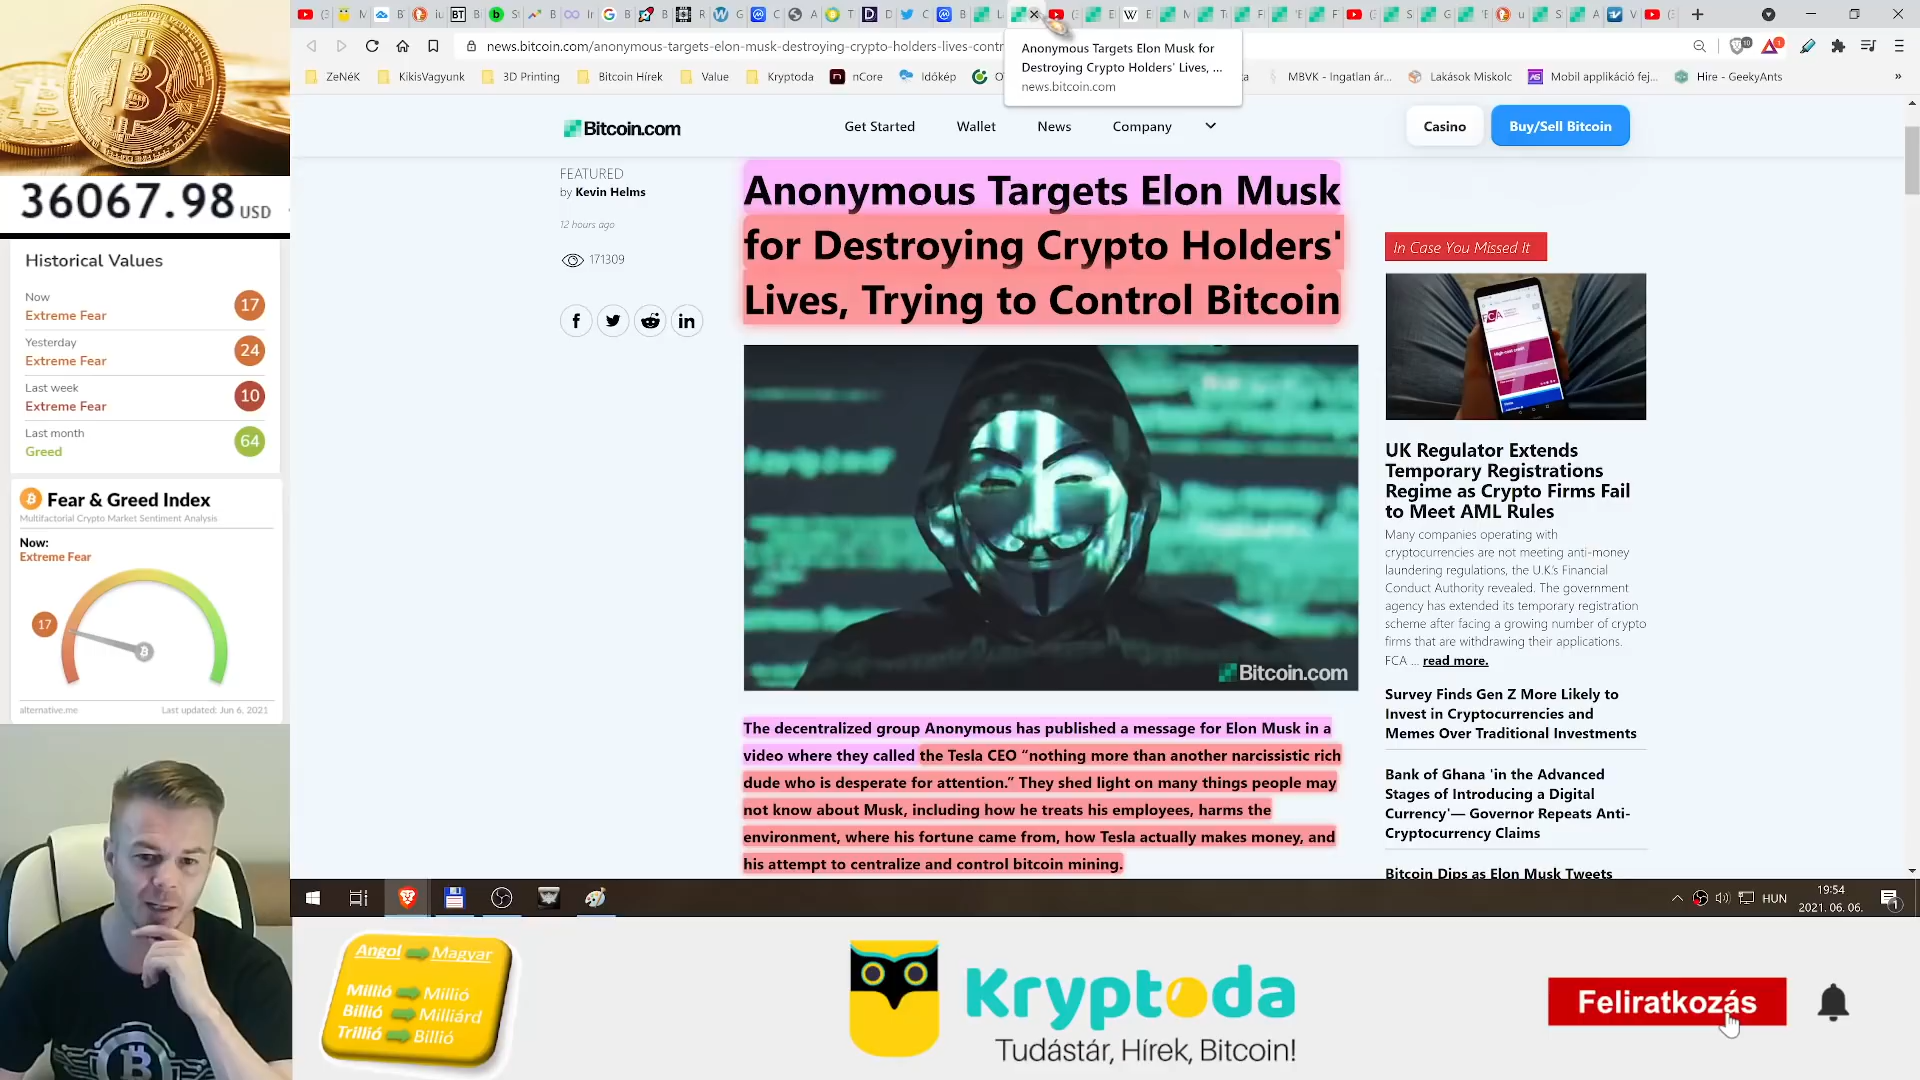 news.bitcoin.com/anonymous-targets-elon-musk-destroying-crypto-holders-lives-contr
Anonymous Targets Elon Musk for
Destroying Crypto Holders' Lives, ...
news.bitcoin.com
ZeNéK
KikisVagyunk
3D Printing
Bitcoin Hírek
Value
Kryptoda
nCore
Időkép
MBVK - Ingatlan ár...
Lakások Miskolc
Mobil applikáció fej...
Hire - GeekyAnts
Bitcoin.com
Get Started
Wallet
News
Company
Casino
Buy/Sell Bitcoin
36067.98 USD
Historical Values
Now
Extreme Fear
17
Yesterday
Extreme Fear
24
Last week
Extreme Fear
10
Last month
Greed
64
Fear & Greed Index
Multifactorial Crypto Market Sentiment Analysis
Now:
Extreme Fear
17
alternative.me
Last updated: Jun 6, 2021
FEATURED
by Kevin Helms
12 hours ago
171309
Anonymous Targets Elon Musk
for Destroying Crypto Holders'
Lives, Trying to Control Bitcoin
Bitcoin.com
The decentralized group Anonymous has published a message for Elon Musk in a
video where they called the Tesla CEO “nothing more than another narcissistic rich
dude who is desperate for attention.” They shed light on many things people may
not know about Musk, including how he treats his employees, harms the
environment, where his fortune came from, how Tesla actually makes money, and
his attempt to centralize and control bitcoin mining.
In Case You Missed It
UK Regulator Extends
Temporary Registrations
Regime as Crypto Firms Fail
to Meet AML Rules
Many companies operating with
cryptocurrencies are not meeting anti-money
laundering regulations, the U.K.'s Financial
Conduct Authority revealed. The government
agency has extended its temporary registration
scheme after facing a growing number of crypto
firms that are withdrawing their applications.
FCA ... read more.
Survey Finds Gen Z More Likely to
Invest in Cryptocurrencies and
Memes Over Traditional Investments
Bank of Ghana 'in the Advanced
Stages of Introducing a Digital
Currency'— Governor Repeats Anti-
Cryptocurrency Claims
Bitcoin Dips as Elon Musk Tweets
HUN
19:54
2021. 06. 06.
Angol Magyar
Millió Millió
Billió Milliárd
Trillió Billió
Kryptoda
Tudástár, Hírek, Bitcoin!
Feliratkozás